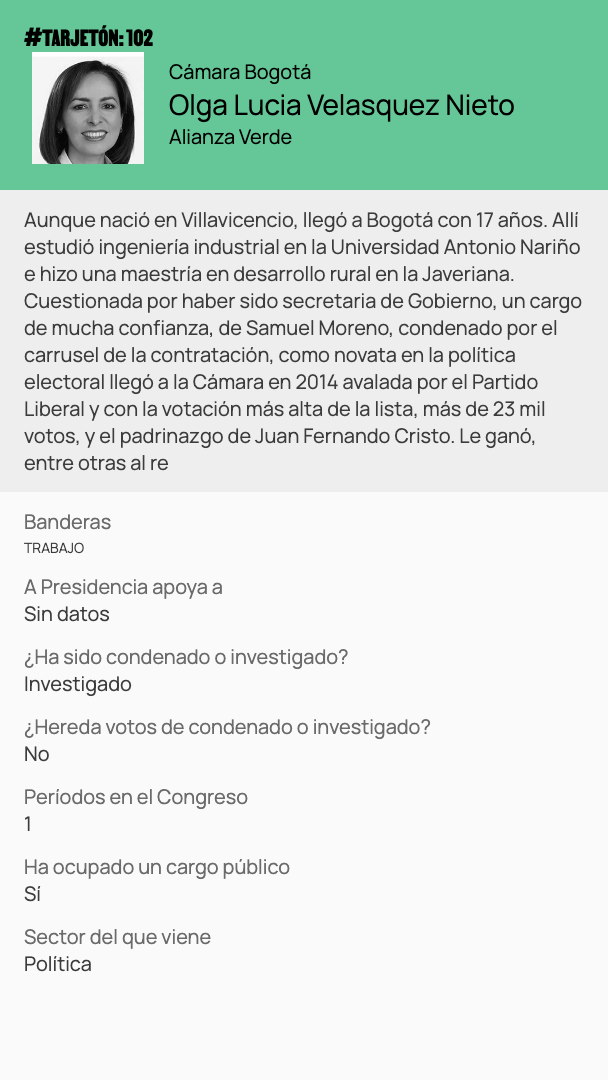 #TARJETÓN: 102
Cámara Bogotá
Olga Lucia Velasquez Nieto
Alianza Verde
Aunque nació en Villavicencio, llegó a Bogotá con 17 años. Allí
estudió ingeniería industrial en la Universidad Antonio Nariño
e hizo una maestría en desarrollo rural en la Javeriana.
Cuestionada por haber sido secretaria de Gobierno, un cargo
de mucha confianza, de Samuel Moreno, condenado por el
carrusel de la contratación, como novata en la política
electoral llegó a la Cámara en 2014 avalada por el Partido
Liberal y con la votación más alta de la lista, más de 23 mil
votos, y el padrinazgo de Juan Fernando Cristo. Le ganó,
entre otras al re
Banderas
TRABAJO
A Presidencia apoya a
Sin datos
¿Ha sido condenado o investigado?
Investigado
¿Hereda votos de condenado o investigado?
No
Períodos en el Congreso
1
Ha ocupado un cargo público
Sí
Sector del que viene
Política